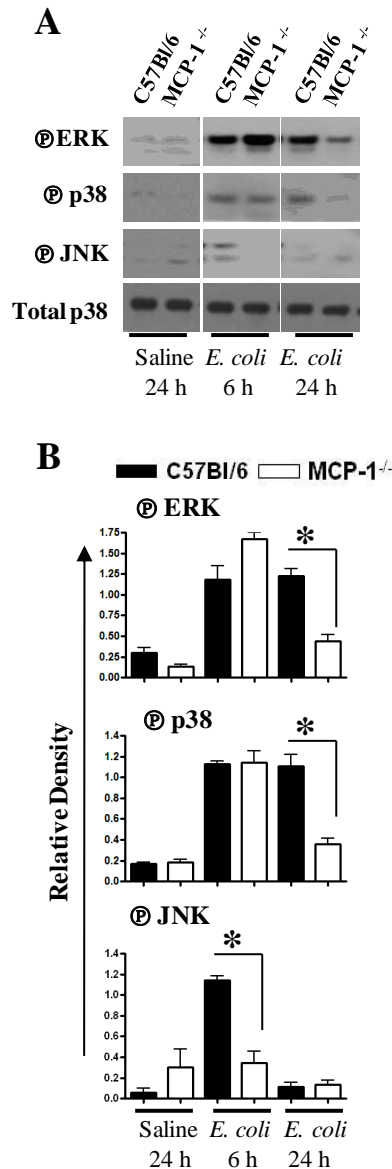 A
C57Bl/6 MCP-1-/- C57Bl/6 MCP-1-/- C57Bl/6 MCP-1-/-
Ⓟ ERK
Ⓟ p38
Ⓟ JNK
Total p38
Saline E. coli E. coli
24 h 6 h 24 h
B
C57Bl/6 MCP-1-/-
Ⓟ ERK
1.75
1.50
1.25
1.00
0.75
0.50
0.25
0.00
*
Ⓟ p38
1.4
1.2
1.0
0.8
0.6
0.4
0.2
0.0
*
Ⓟ JNK
1.4
1.2
1.0
0.8
0.6
0.4
0.2
0.0
*
Relative Density
Saline E. coli E. coli
24 h 6 h 24 h